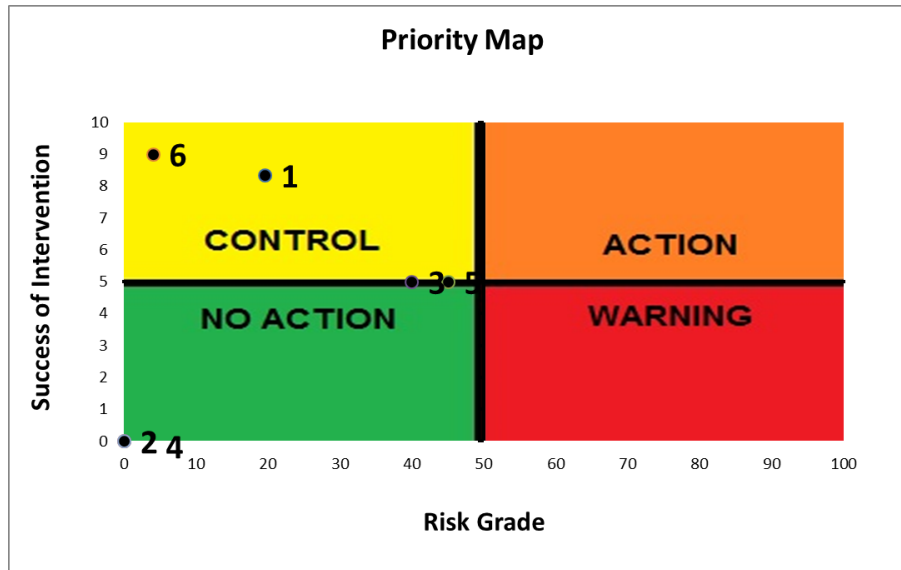 Priority Map
10
9
8
7
6
5
4
3
2
1
0
Success of Intervention
6
1
CONTROL
ACTION
3
5
NO ACTION
WARNING
2 4
0 10 20 30 40 50 60 70 80 90 100
Risk Grade